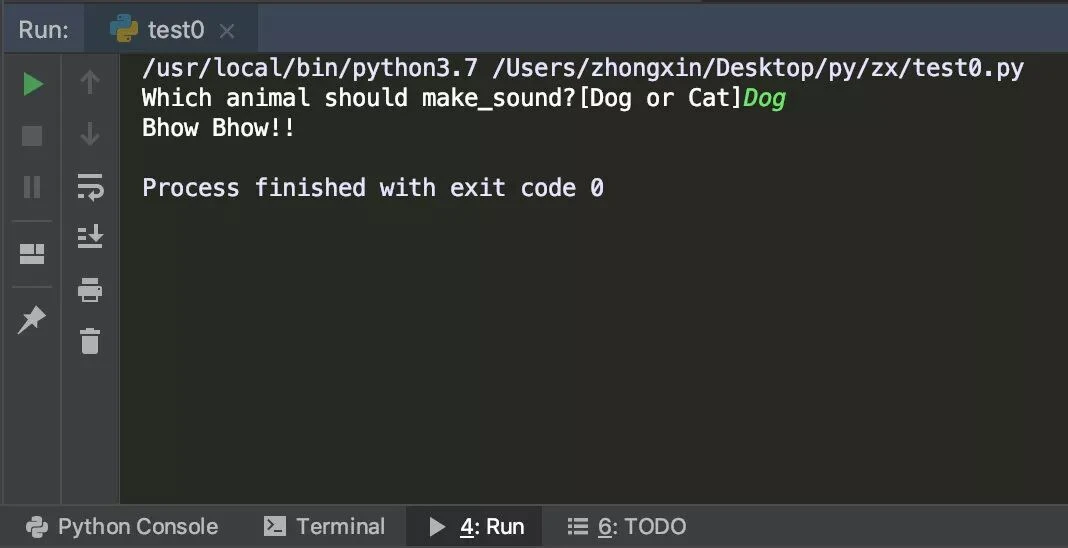 Run: test0
/usr/local/bin/python3.7 /Users/zhongxin/Desktop/py/zx/test0.py
Which animal should make_sound?[Dog or Cat]Dog
Bhow Bhow!!
Process finished with exit code 0
Python Console Terminal 4: Run 6: TODO